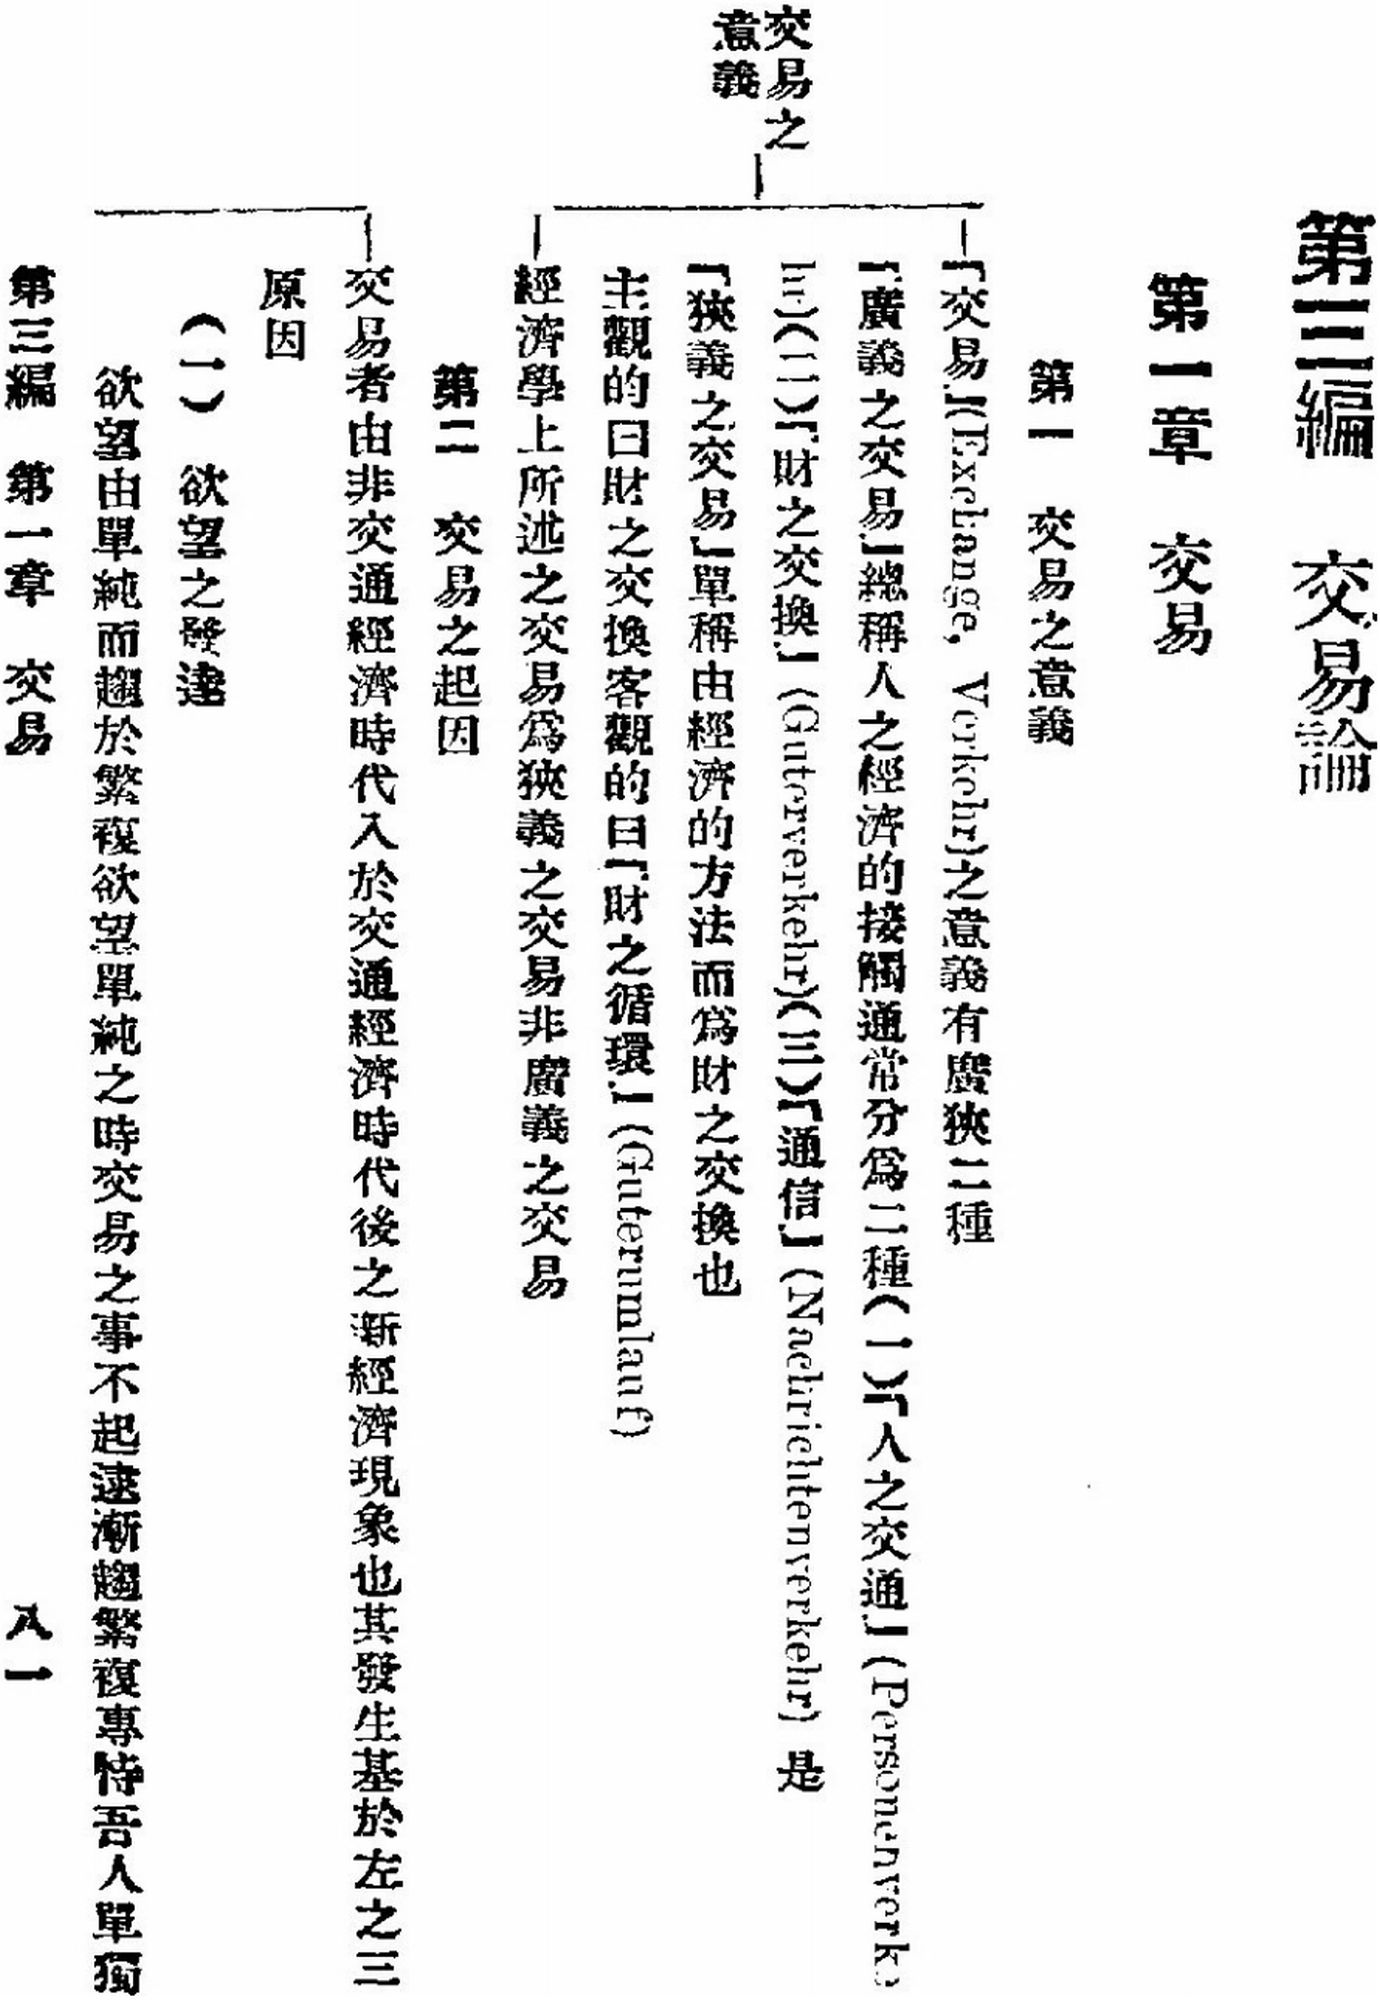 第三編　交易論
第一章　交易
第一　交易之意義
交易之
意義
「交易」(Exchange, Verkehr)之意義有廣狹二種
「廣義之交易」總稱人之經濟的接觸通常分爲二種(一)「人之交通」(Personenverke
hr)(二)「財之交換」(Guterverkehr)(三)「通信」(Nachrichtenverkehr) 是
「狹義之交易」單稱由經濟的方法而爲財之交換也
主觀的曰財之交換客觀的曰「財之循環」(Guterumlauf)
經濟學上所述之交易爲狹義之交易非廣義之交易
第二　交易之起因
交易者由非交通經濟時代入於交通經濟時代後之新經濟現象也其發生基於左之三
原因
(一)　欲望之發達
欲望由單純而趨於繁複欲望單純之時交易之事不起逮漸趨繁複專恃吾人單獨
第三編　第一章　交易　八一